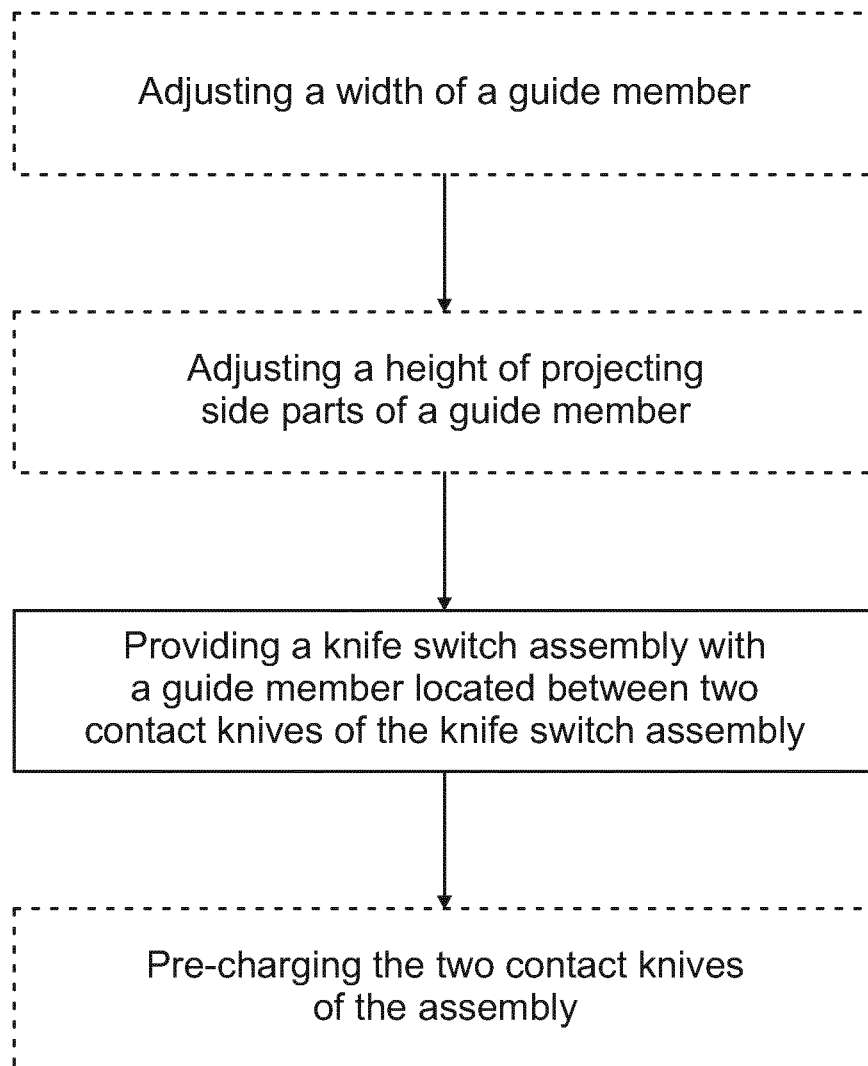 Adjusting a width of a guide member
Adjusting a height of projecting
side parts of a guide member
Providing a knife switch assembly with
a guide member located between two
contact knives of the knife switch assembly
Pre-charging the two contact knives
of the assembly